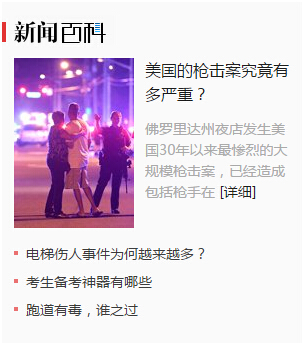 新闻百科
美国的枪击案究竟有
多严重？
佛罗里达州夜店发生美
国30年以来最惨烈的大
规模枪击案，已经造成
包括枪手在 [详细]
电梯伤人事件为何越来越多？
考生备考神器有哪些
跑道有毒，谁之过